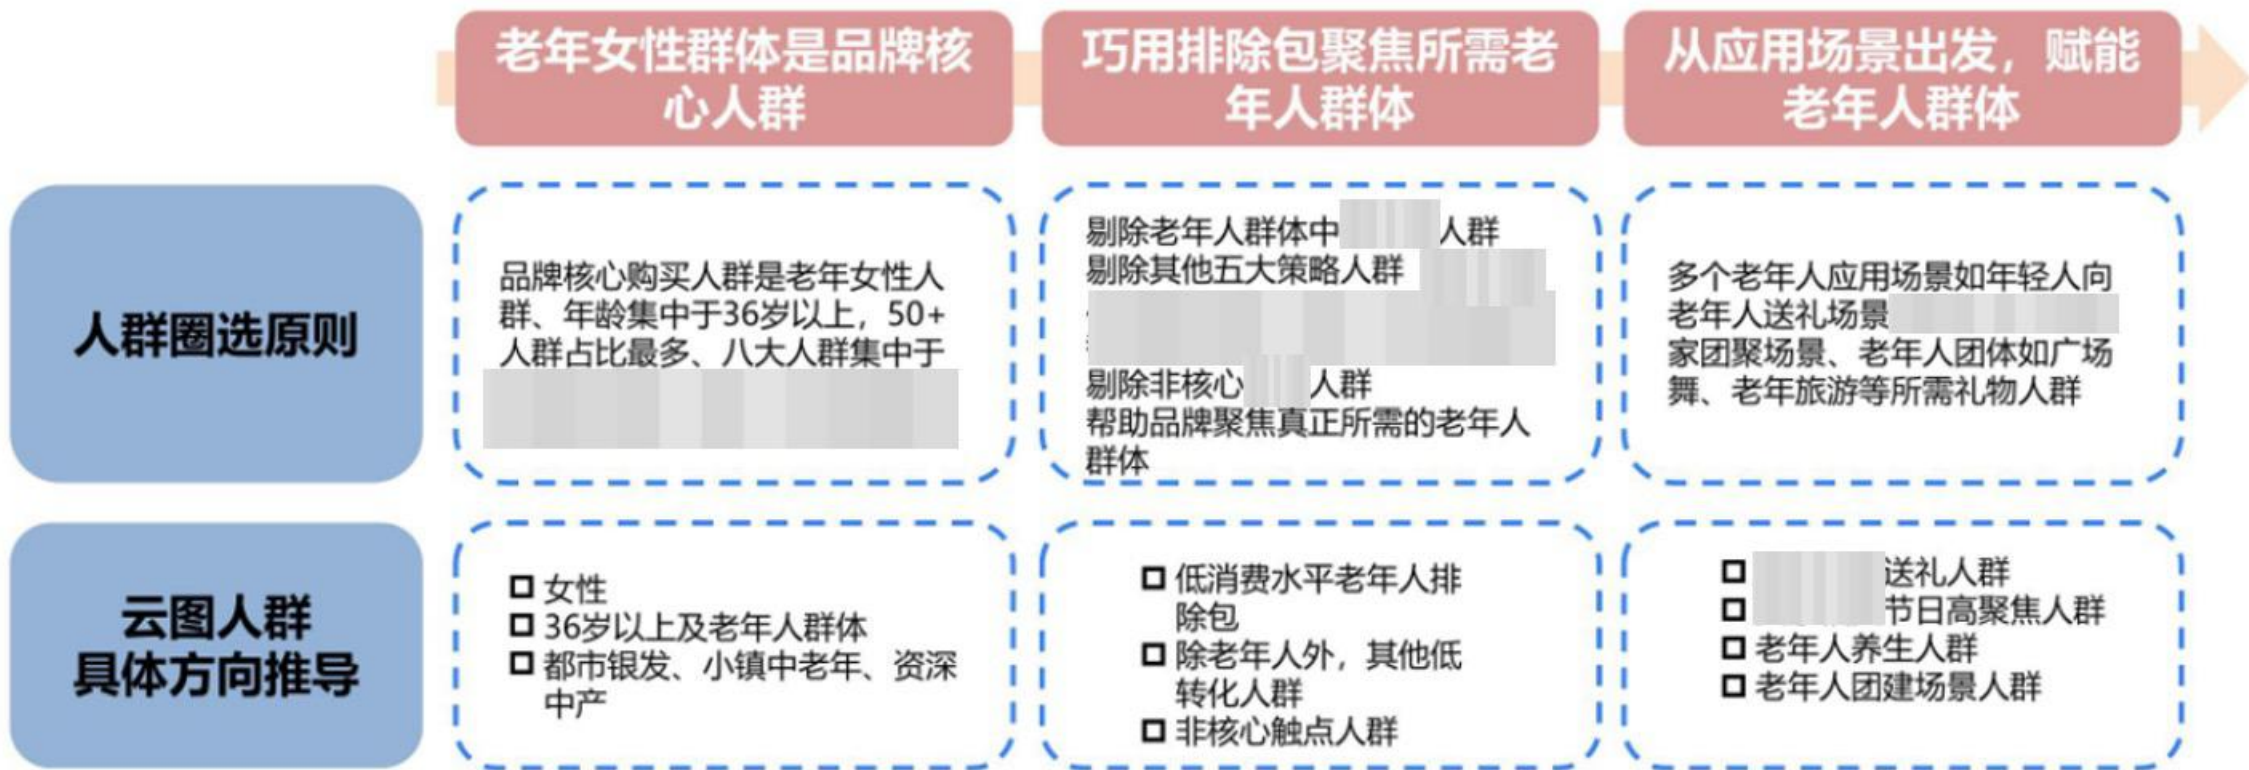 老年女性群体是品牌核
心人群
巧用排除包聚焦所需老
年人群体
从应用场景出发，赋能
老年人群体
人群圈选原则
品牌核心购买人群是老年女性人
群、年龄集中于36岁以上，50+
人群占比最多、八大人群集中于
剔除老年人群体中
人群
剔除其他五大策略人群
剔除非核心
人群
帮助品牌聚焦真正所需的老年人
群体
多个老年人应用场景如年轻人向
老年人送礼场景
家团聚场景、老年人团体如广场
舞、老年旅游等所需礼物人群
云图人群
具体方向推导
女性
36岁以上及老年人群体
都市银发、小镇中老年、资深
中产
低消费水平老年人排
除包
除老年人外，其他低
转化人群
非核心触点人群
送礼人群
节日高聚焦人群
老年人养生人群
老年人团建场景人群